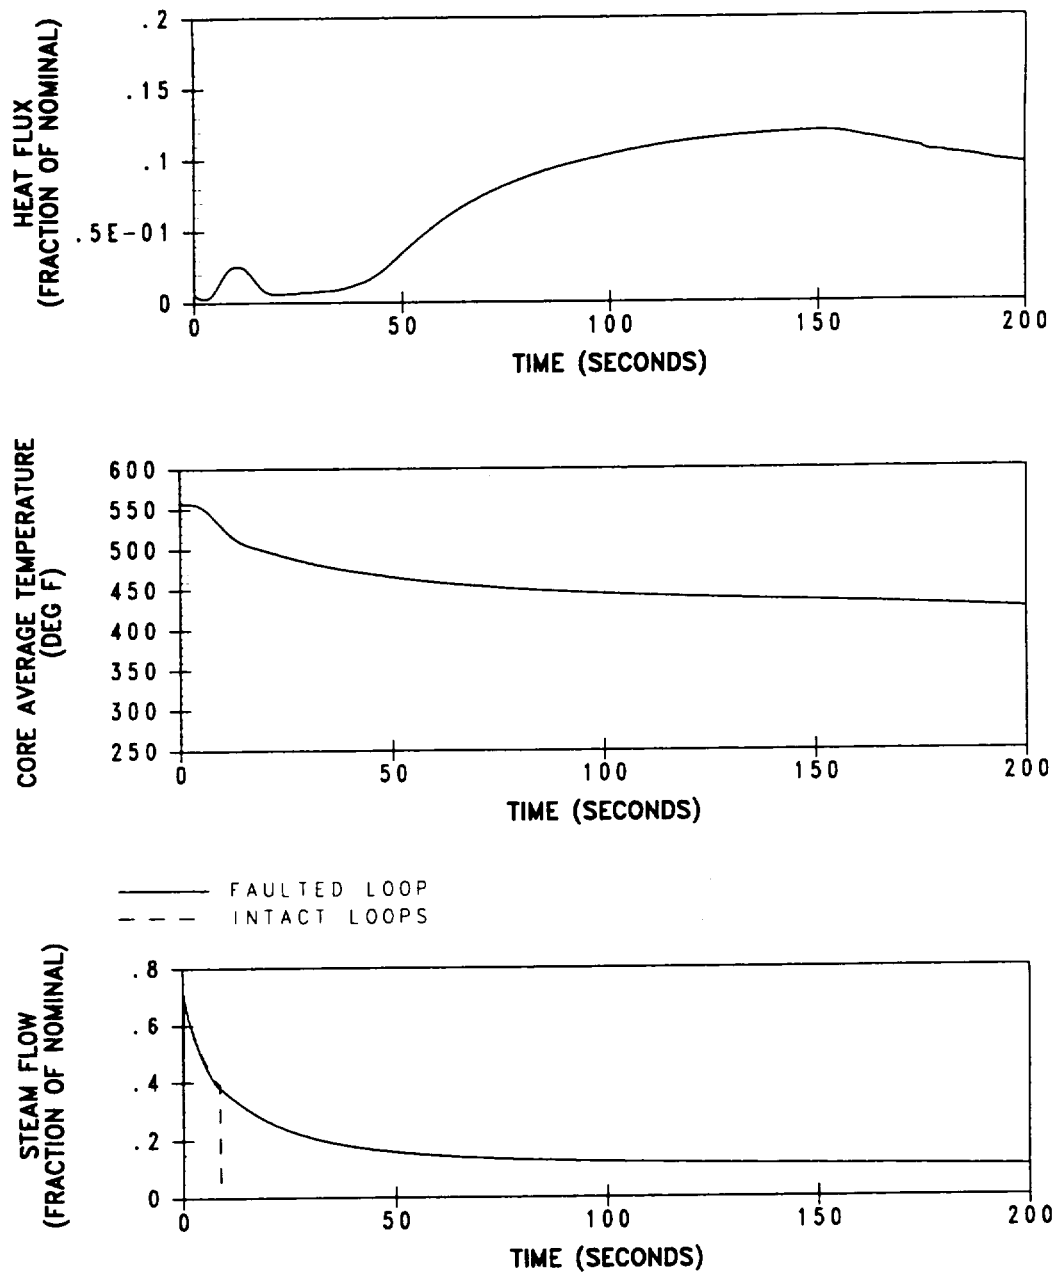 HEAT FLUX
(FRACTION OF NOMINAL)
.2
.15
.1
.5E-01
0
0 50 100 150 200
TIME (SECONDS)
CORE AVERAGE TEMPERATURE
(DEG F)
600
550
500
450
400
350
300
250
0 50 100 150 200
TIME (SECONDS)
FAULTED LOOP
INTACT LOOPS
STEAM FLOW
(FRACTION OF NOMINAL)
.8
.6
.4
.2
0
0 50 100 150 200
TIME (SECONDS)